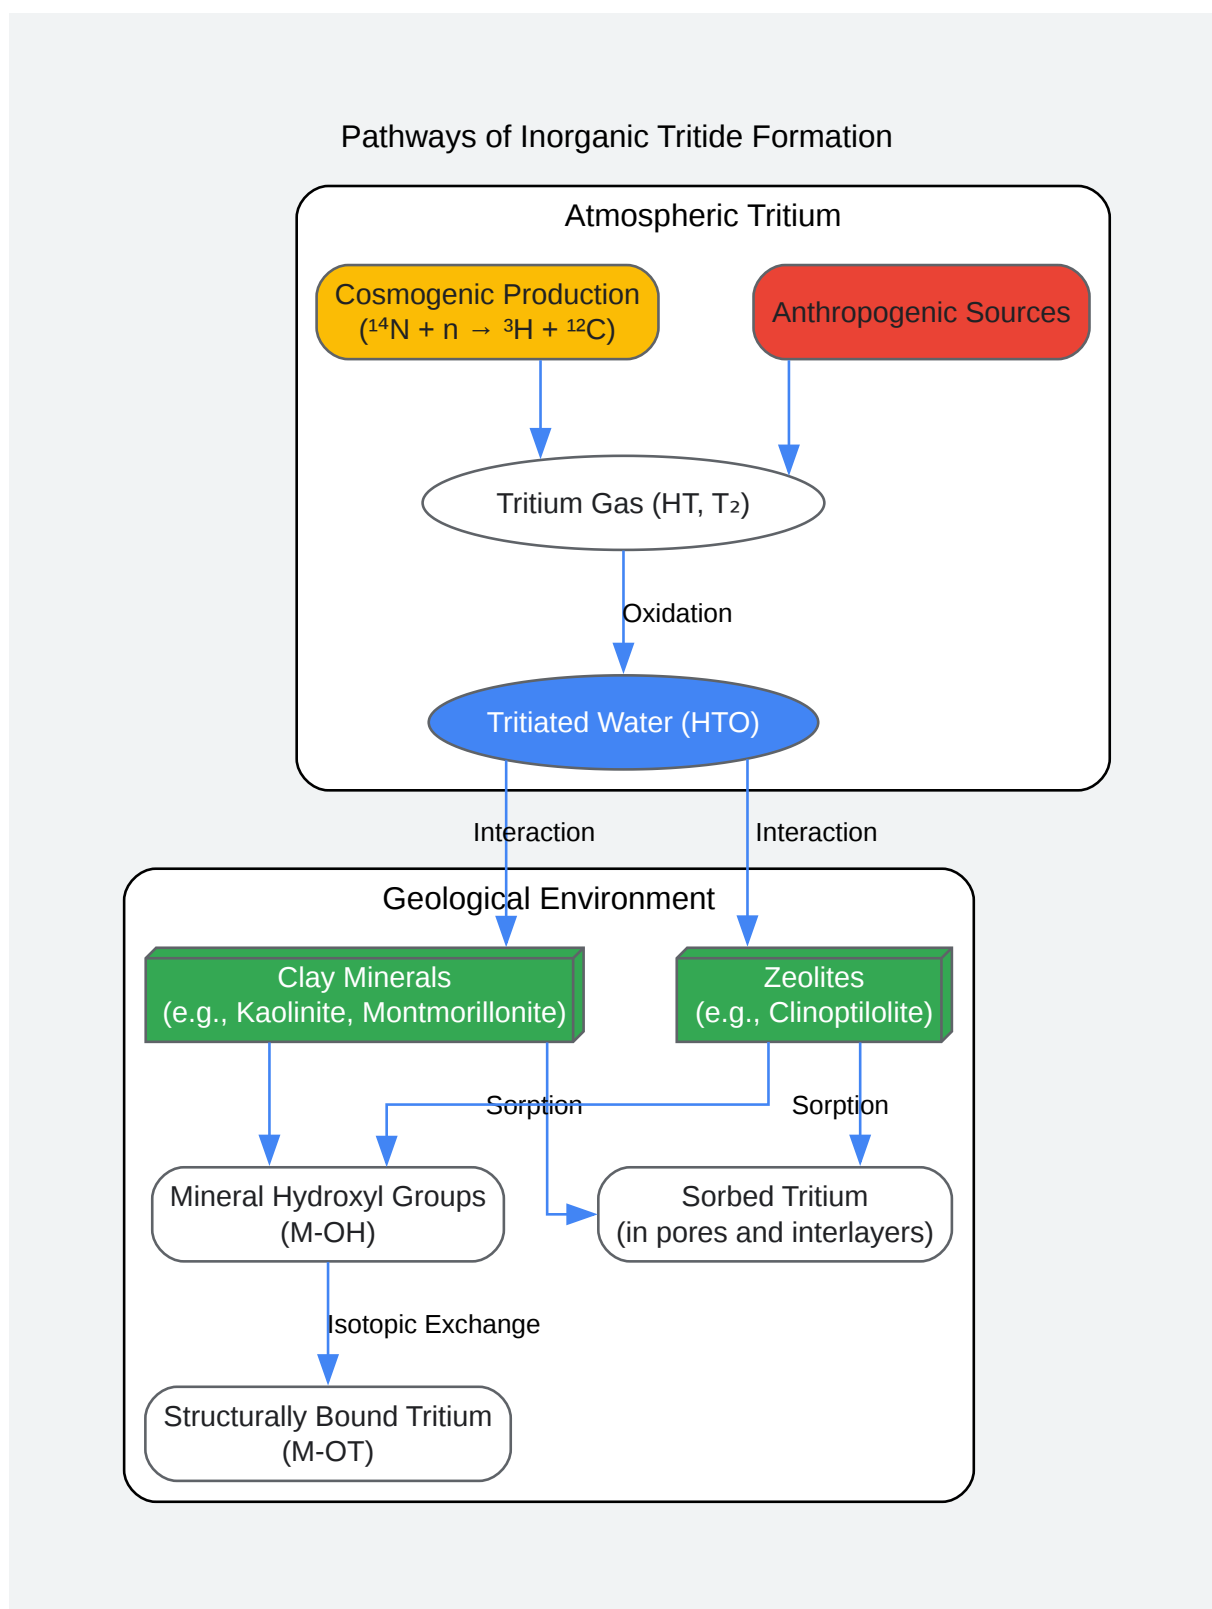 Pathways of Inorganic Tritide Formation
Atmospheric Tritium
Cosmogenic Production
(¹⁴N + n → ³H + ¹²C)
Anthropogenic Sources
Tritium Gas (HT, T₂)
Oxidation
Tritiated Water (HTO)
Interaction
Interaction
Geological Environment
Clay Minerals
(e.g., Kaolinite, Montmorillonite)
Zeolites
(e.g., Clinoptilolite)
Sorption
Sorption
Mineral Hydroxyl Groups
(M-OH)
Sorbed Tritium
(in pores and interlayers)
Isotopic Exchange
Structurally Bound Tritium
(M-OT)